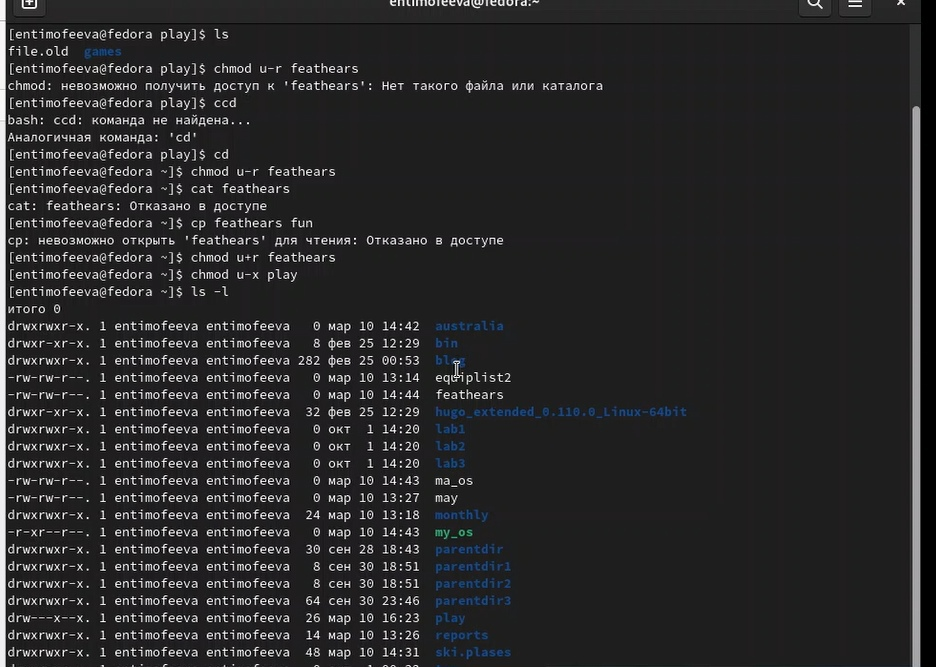 entimofeeva@fedora:~
[entimofeeva@fedora play]$ ls
file.old  games
[entimofeeva@fedora play]$ chmod u-r feathears
chmod: невозможно получить доступ к 'feathears': Нет такого файла или каталога
[entimofeeva@fedora play]$ ccd
bash: ccd: команда не найдена...
Аналогичная команда: 'cd'
[entimofeeva@fedora play]$ cd
[entimofeeva@fedora ~]$ chmod u-r feathears
[entimofeeva@fedora ~]$ cat feathears
cat: feathears: Отказано в доступе
[entimofeeva@fedora ~]$ cp feathears fun
cp: невозможно открыть 'feathears' для чтения: Отказано в доступе
[entimofeeva@fedora ~]$ chmod u+r feathears
[entimofeeva@fedora ~]$ chmod u-x play
[entimofeeva@fedora ~]$ ls -l
итого 0
drwxrwxr-x. 1 entimofeeva entimofeeva   0 мар 10 14:42  australia
drwxr-xr-x. 1 entimofeeva entimofeeva   8 фев 25 12:29  bin
drwxrwxr-x. 1 entimofeeva entimofeeva 282 фев 25 00:53  blog
-rw-rw-r--. 1 entimofeeva entimofeeva   0 мар 10 13:14  equiplist2
-rw-rw-r--. 1 entimofeeva entimofeeva   0 мар 10 14:44  feathears
drwxr-xr-x. 1 entimofeeva entimofeeva  32 фев 25 12:29  hugo_extended_0.110.0_Linux-64bit
drwxrwxr-x. 1 entimofeeva entimofeeva   0 окт  1 14:20  lab1
drwxrwxr-x. 1 entimofeeva entimofeeva   0 окт  1 14:20  lab2
drwxrwxr-x. 1 entimofeeva entimofeeva   0 окт  1 14:20  lab3
-rw-rw-r--. 1 entimofeeva entimofeeva   0 мар 10 14:43  ma_os
-rw-rw-r--. 1 entimofeeva entimofeeva   0 мар 10 13:27  may
drwxrwxr-x. 1 entimofeeva entimofeeva  24 мар 10 13:18  monthly
-r-xr--r--. 1 entimofeeva entimofeeva   0 мар 10 14:43  my_os
drwxrwxr-x. 1 entimofeeva entimofeeva  30 сен 28 18:43  parentdir
drwxrwxr-x. 1 entimofeeva entimofeeva   8 сен 30 18:51  parentdir1
drwxrwxr-x. 1 entimofeeva entimofeeva   8 сен 30 18:51  parentdir2
drwxrwxr-x. 1 entimofeeva entimofeeva  64 сен 30 23:46  parentdir3
drw---x--x. 1 entimofeeva entimofeeva  26 мар 10 16:23  play
drwxrwxr-x. 1 entimofeeva entimofeeva  14 мар 10 13:26  reports
drwxrwxr-x. 1 entimofeeva entimofeeva  48 мар 10 14:31  ski.plases